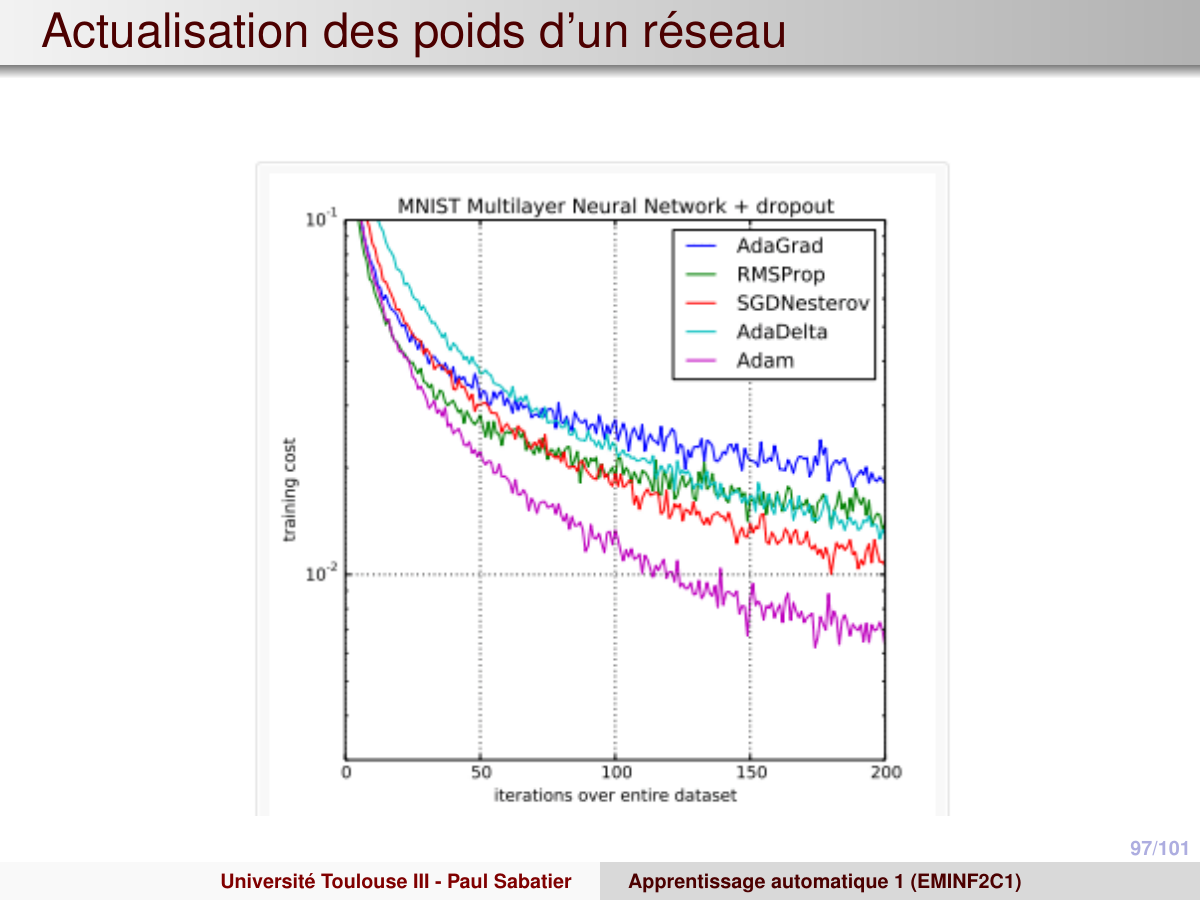 Actualisation des poids d'un réseau
MNIST Multilayer Neural Network + dropout
10^-1
AdaGrad
RMSProp
SGDNesterov
AdaDelta
Adam
training cost
10^-2
0 50 100 150 200
iterations over entire dataset
97/101
Université Toulouse III - Paul Sabatier Apprentissage automatique 1 (EMINF2C1)